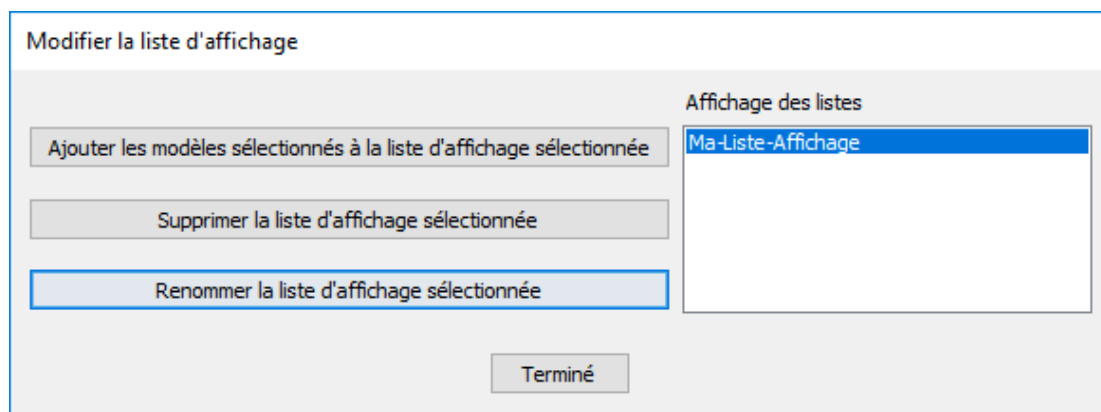 Modifier la liste d'affichage
Affichage des listes
Ajouter les modèles sélectionnés à la liste d'affichage sélectionnée
Ma-Liste-Affichage
Supprimer la liste d'affichage sélectionnée
Renommer la liste d'affichage sélectionnée
Terminé